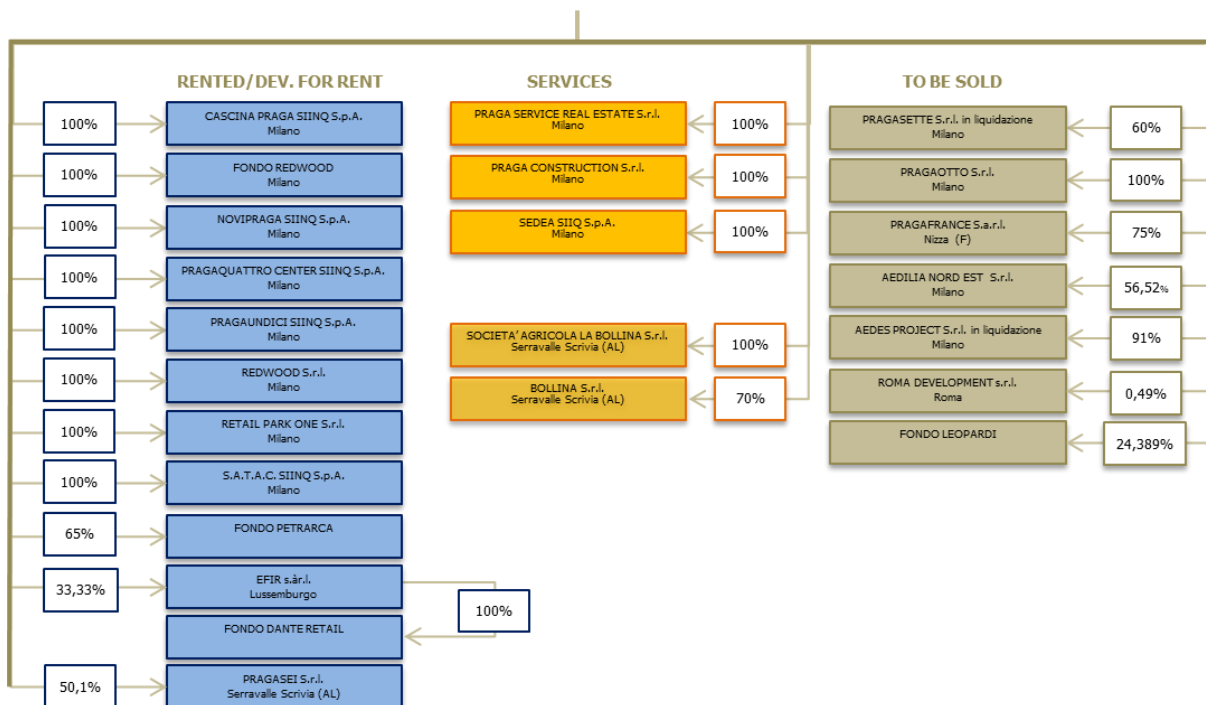 RENTED/DEV. FOR RENT
100%
CASCINA PRAGA SIINQ S.p.A.
Milano
100%
FONDO REDWOOD
Milano
100%
NOVIPRAGA SIINQ S.p.A.
Milano
100%
PRAGAQUATTRO CENTER SIINQ S.p.A.
Milano
100%
PRAGAUNDICI SIINQ S.p.A.
Milano
100%
REDWOOD S.r.l.
Milano
100%
RETAIL PARK ONE S.r.l.
Milano
100%
S.A.T.A.C. SIINQ S.p.A.
Milano
65%
FONDO PETRARCA
33,33%
EFIR s.àr.l.
Lussemburgo
100%
FONDO DANTE RETAIL
50,1%
PRAGASEI S.r.l.
Serravalle Scrivia (AL)
SERVICES
PRAGA SERVICE REAL ESTATE S.r.l.
Milano
100%
PRAGA CONSTRUCTION S.r.l.
Milano
100%
SEDEA SIIQ S.p.A.
Milano
100%
SOCIETA’ AGRICOLA LA BOLLINA S.r.l.
Serravalle Scrivia (AL)
100%
BOLLINA S.r.l.
Serravalle Scrivia (AL)
70%
TO BE SOLD
PRAGASETTE S.r.l. in liquidazione
Milano
60%
PRAGAOTTO S.r.l.
Milano
100%
PRAGAFRANCE S.a.r.l.
Nizza (F)
75%
AEDILIA NORD EST S.r.l.
Milano
56,52%
AEDES PROJECT S.r.l. in liquidazione
Milano
91%
ROMA DEVELOPMENT s.r.l.
Roma
0,49%
FONDO LEOPARDI
24,389%